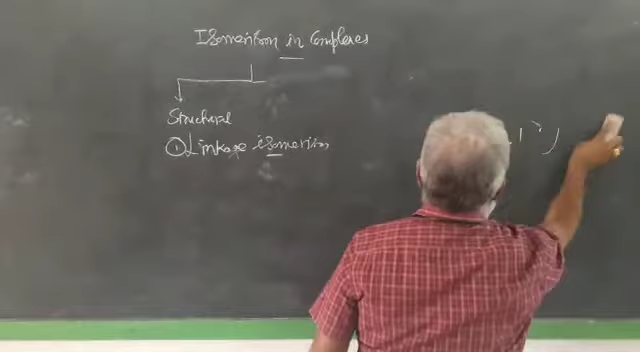 Isomerism in Complexes
Structural
① Linkage isomerism